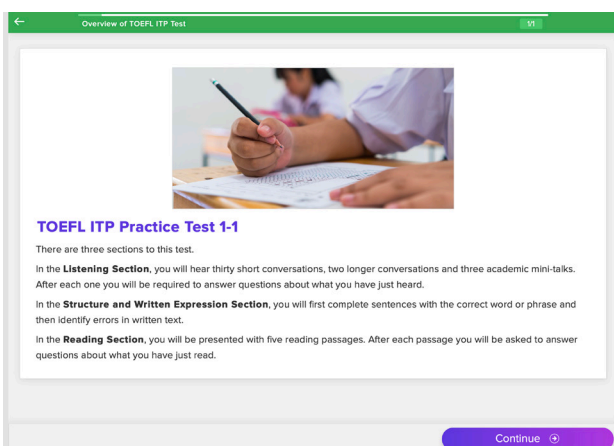 Overview of TOEFL ITP Test
1/1
TOEFL ITP Practice Test 1-1
There are three sections to this test.
In the Listening Section, you will hear thirty short conversations, two longer conversations and three academic mini-talks.
After each one you will be required to answer questions about what you have just heard.
In the Structure and Written Expression Section, you will first complete sentences with the correct word or phrase and
then identify errors in written text.
In the Reading Section, you will be presented with five reading passages. After each passage you will be asked to answer
questions about what you have just read.
Continue